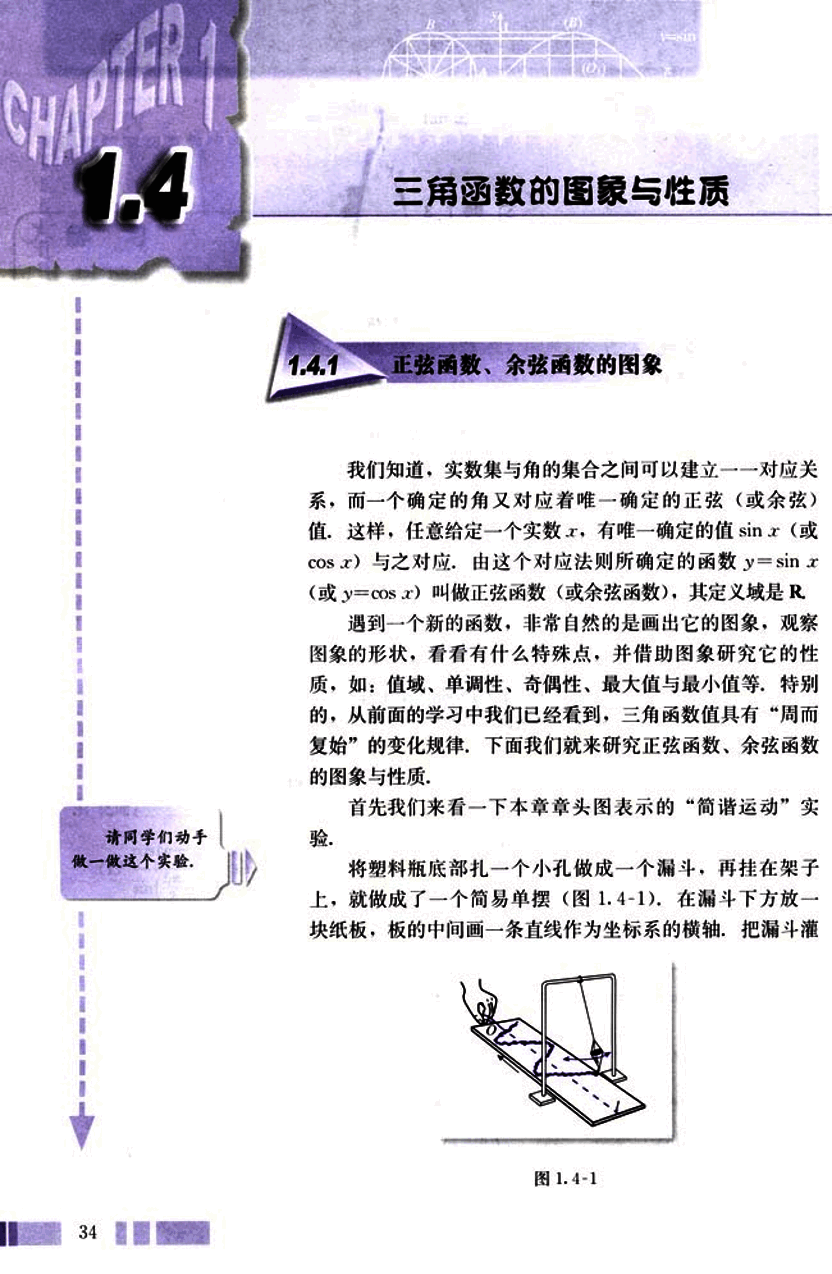 CHAPTER 1
B
y
(B)
y=sin
(O₁)
1.4
三角函数的图象与性质
1.4.1 正弦函数、余弦函数的图象
我们知道，实数集与角的集合之间可以建立一一对应关
系，而一个确定的角又对应着唯一确定的正弦（或余弦）
值．这样，任意给定一个实数 x，有唯一确定的值 sin x（或
cos x）与之对应．由这个对应法则所确定的函数 y=sin x
（或 y=cos x）叫做正弦函数（或余弦函数），其定义域是 R.
遇到一个新的函数，非常自然的是画出它的图象，观察
图象的形状，看看有什么特殊点，并借助图象研究它的性
质，如：值域、单调性、奇偶性、最大值与最小值等．特别
的，从前面的学习中我们已经看到，三角函数值具有“周而
复始”的变化规律．下面我们就来研究正弦函数、余弦函数
的图象与性质．
首先我们来看一下本章章头图表示的“简谐运动”实
验．
请同学们动手
做一做这个实验．
将塑料瓶底部扎一个小孔做成一个漏斗，再挂在架子
上，就做成了一个简易单摆（图 1.4-1）．在漏斗下方放一
块纸板，板的中间画一条直线作为坐标系的横轴．把漏斗灌
O
图 1.4-1
34